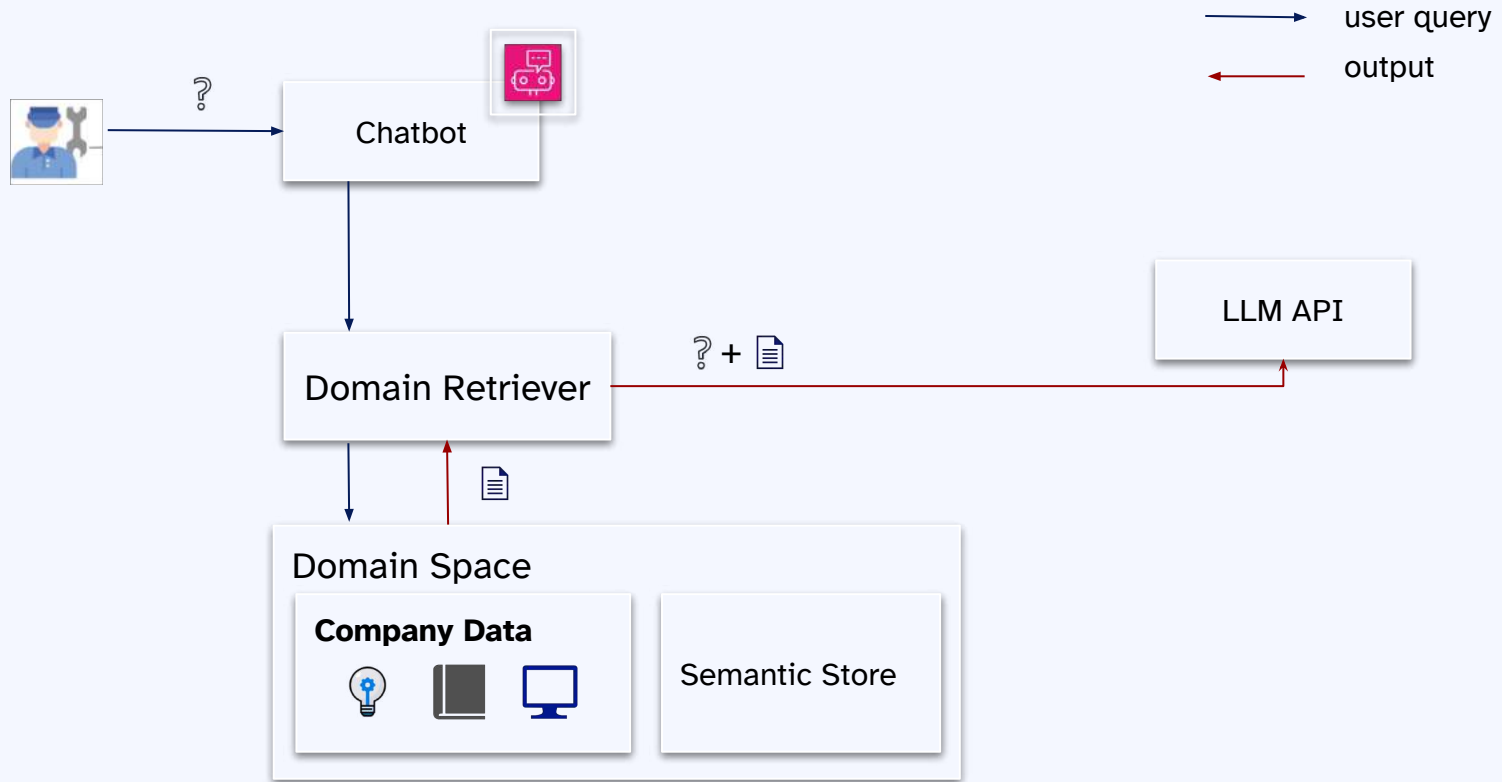 user query
output
?
Chatbot
LLM API
? +
Domain Retriever
Domain Space
Company Data
Semantic Store